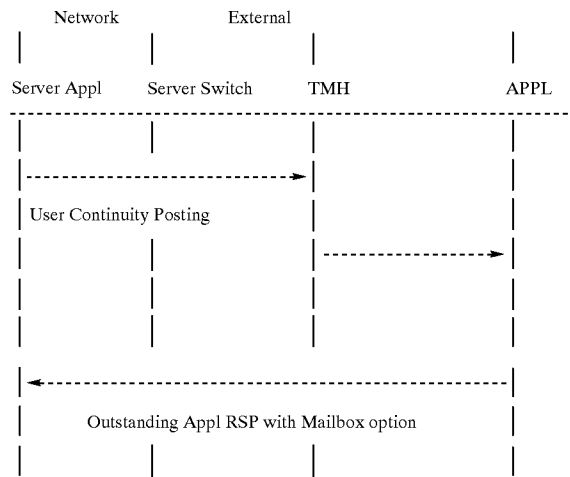 Network External
Server Appl Server Switch TMH APPL
User Continuity Posting
Outstanding Appl RSP with Mailbox option